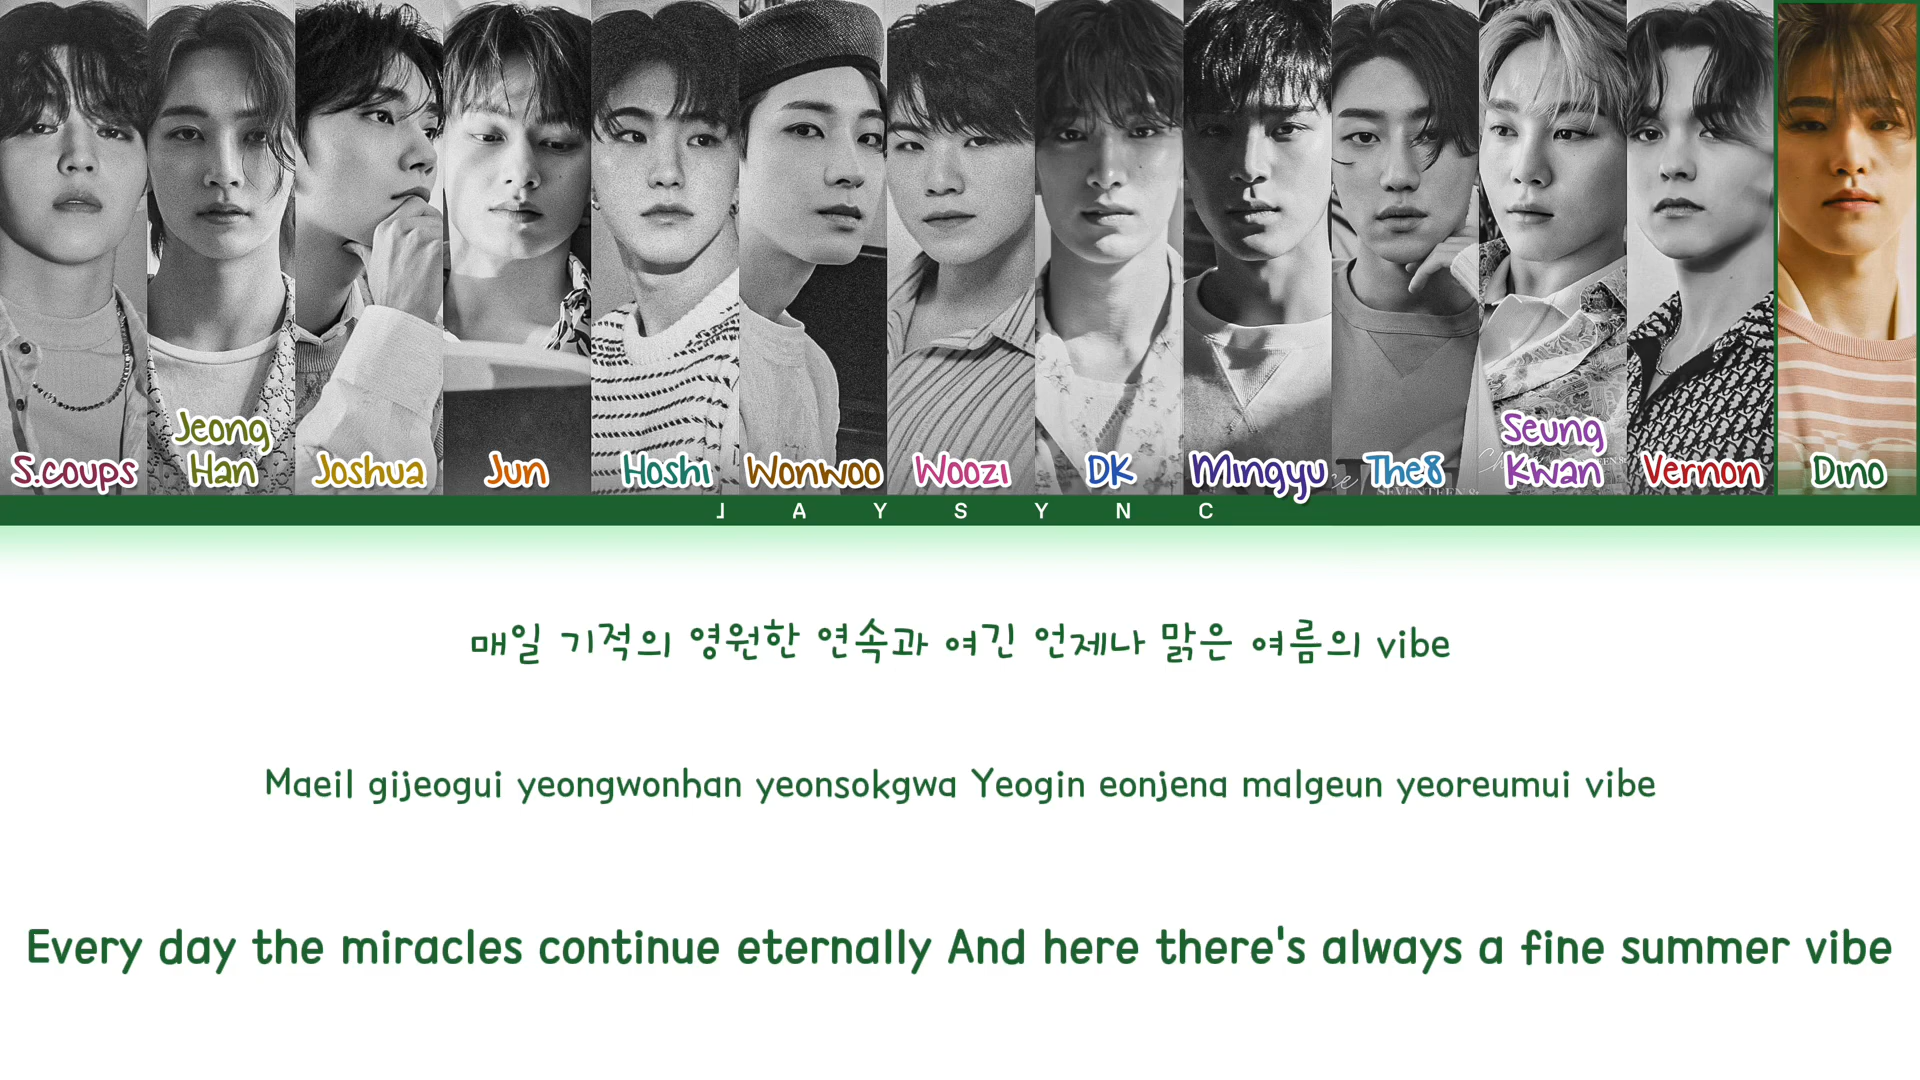 S.coups
Jeong
Han
Joshua
Jun
Hoshi
Wonwoo
Woozi
DK
Mingyu
The8
Seung
Kwan
Vernon
Dino
SEVENTEEN 8
JAYSYNC
매일 기적의 영원한 연속과 여긴 언제나 맑은 여름의 vibe
Maeil gijeogui yeongwonhan yeonsokgwa Yeogin eonjena malgeun yeoreumui vibe
Every day the miracles continue eternally And here there's always a fine summer vibe